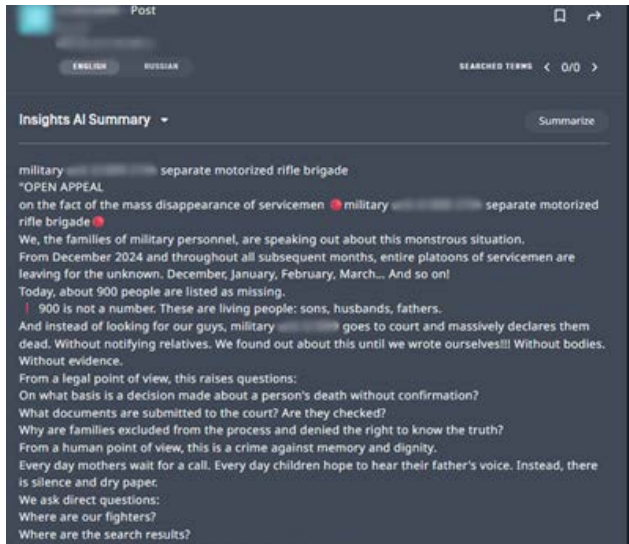 Post
ENGLISH RUSSIAN SEARCHED TERMS < 0/0 >
Insights AI Summary Summarize
military separate motorized rifle brigade
"OPEN APPEAL
on the fact of the mass disappearance of servicemen 🔴military separate motorized
rifle brigade🔴
We, the families of military personnel, are speaking out about this monstrous situation.
From December 2024 and throughout all subsequent months, entire platoons of servicemen are
leaving for the unknown. December, January, February, March... And so on!
Today, about 900 people are listed as missing.
❗ 900 is not a number. These are living people: sons, husbands, fathers.
And instead of looking for our guys, military goes to court and massively declares them
dead. Without notifying relatives. We found out about this until we wrote ourselves!!! Without bodies.
Without evidence.
From a legal point of view, this raises questions:
On what basis is a decision made about a person's death without confirmation?
What documents are submitted to the court? Are they checked?
Why are families excluded from the process and denied the right to know the truth?
From a human point of view, this is a crime against memory and dignity.
Every day mothers wait for a call. Every day children hope to hear their father's voice. Instead, there
is silence and dry paper.
We ask direct questions:
Where are our fighters?
Where are the search results?